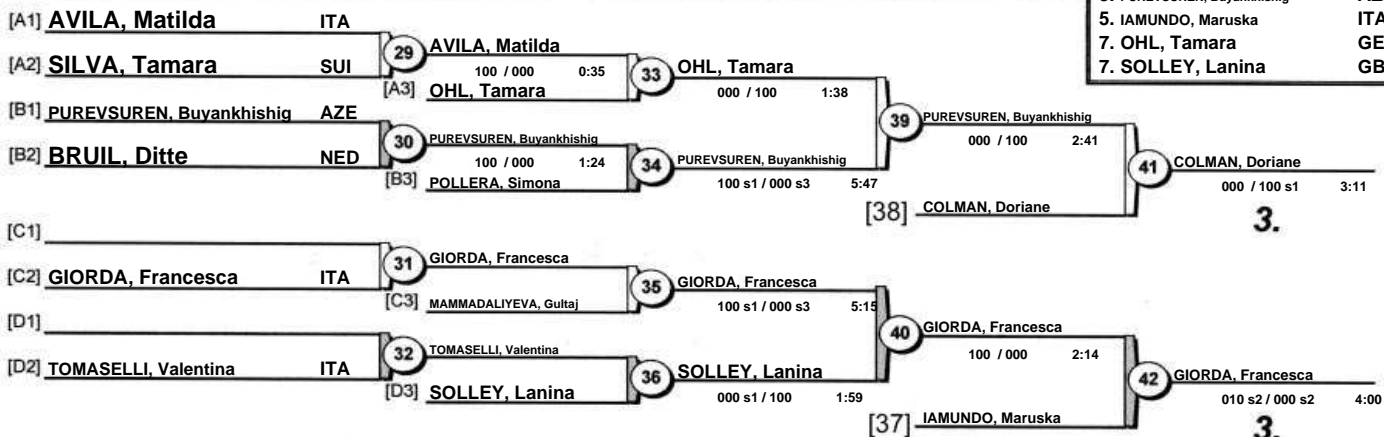 [A1] AVILA, Matilda ITA
[A2] SILVA, Tamara SUI
29
AVILA, Matilda
100 / 000 0:35
[A3] OHL, Tamara
33
OHL, Tamara
000 / 100 1:38
[B1] PUREVSUREN, Buyankhishig AZE
[B2] BRUIL, Ditte NED
30
PUREVSUREN, Buyankhishig
100 / 000 1:24
[B3] POLLERA, Simona
34
PUREVSUREN, Buyankhishig
100 s1 / 000 s3 5:47
39
PUREVSUREN, Buyankhishig
000 / 100 2:41
[38] COLMAN, Doriane
41
COLMAN, Doriane
000 / 100 s1 3:11
3.
[C1]
[C2] GIORDA, Francesca ITA
31
GIORDA, Francesca
[C3] MAMMADALIYEVA, Gultaj
35
GIORDA, Francesca
100 s1 / 000 s3 5:15
[D1]
[D2] TOMASELLI, Valentina ITA
32
TOMASELLI, Valentina
[D3] SOLLEY, Lanina
36
SOLLEY, Lanina
000 s1 / 100 1:59
40
GIORDA, Francesca
100 / 000 2:14
[37] IAMUNDO, Maruska
42
GIORDA, Francesca
010 s2 / 000 s2 4:00
3.
5. IAMUNDO, Maruska ITA
7. OHL, Tamara GE
7. SOLLEY, Lanina GB